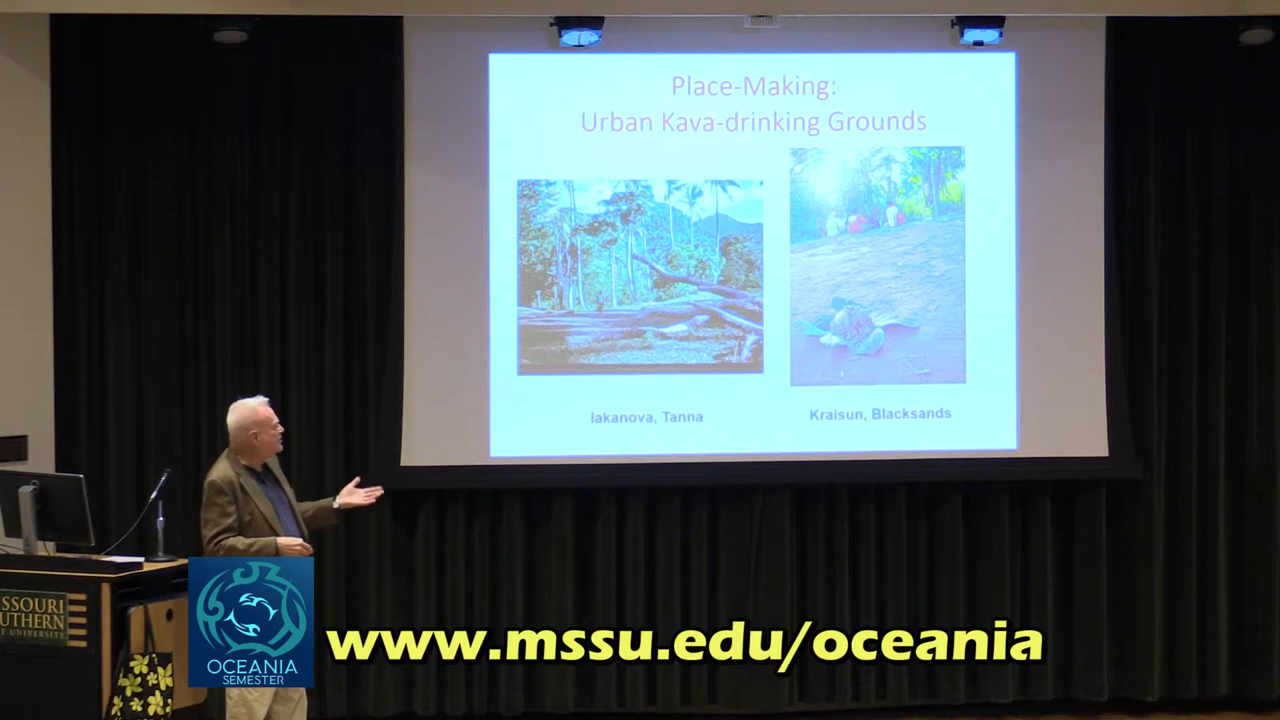 Place-Making:
Urban Kava-drinking Grounds
Iakanova, Tanna
Kraisun, Blacksands
SSOURI
UTHERN
E UNIVERSITY
OCEANIA
SEMESTER
www.mssu.edu/oceania